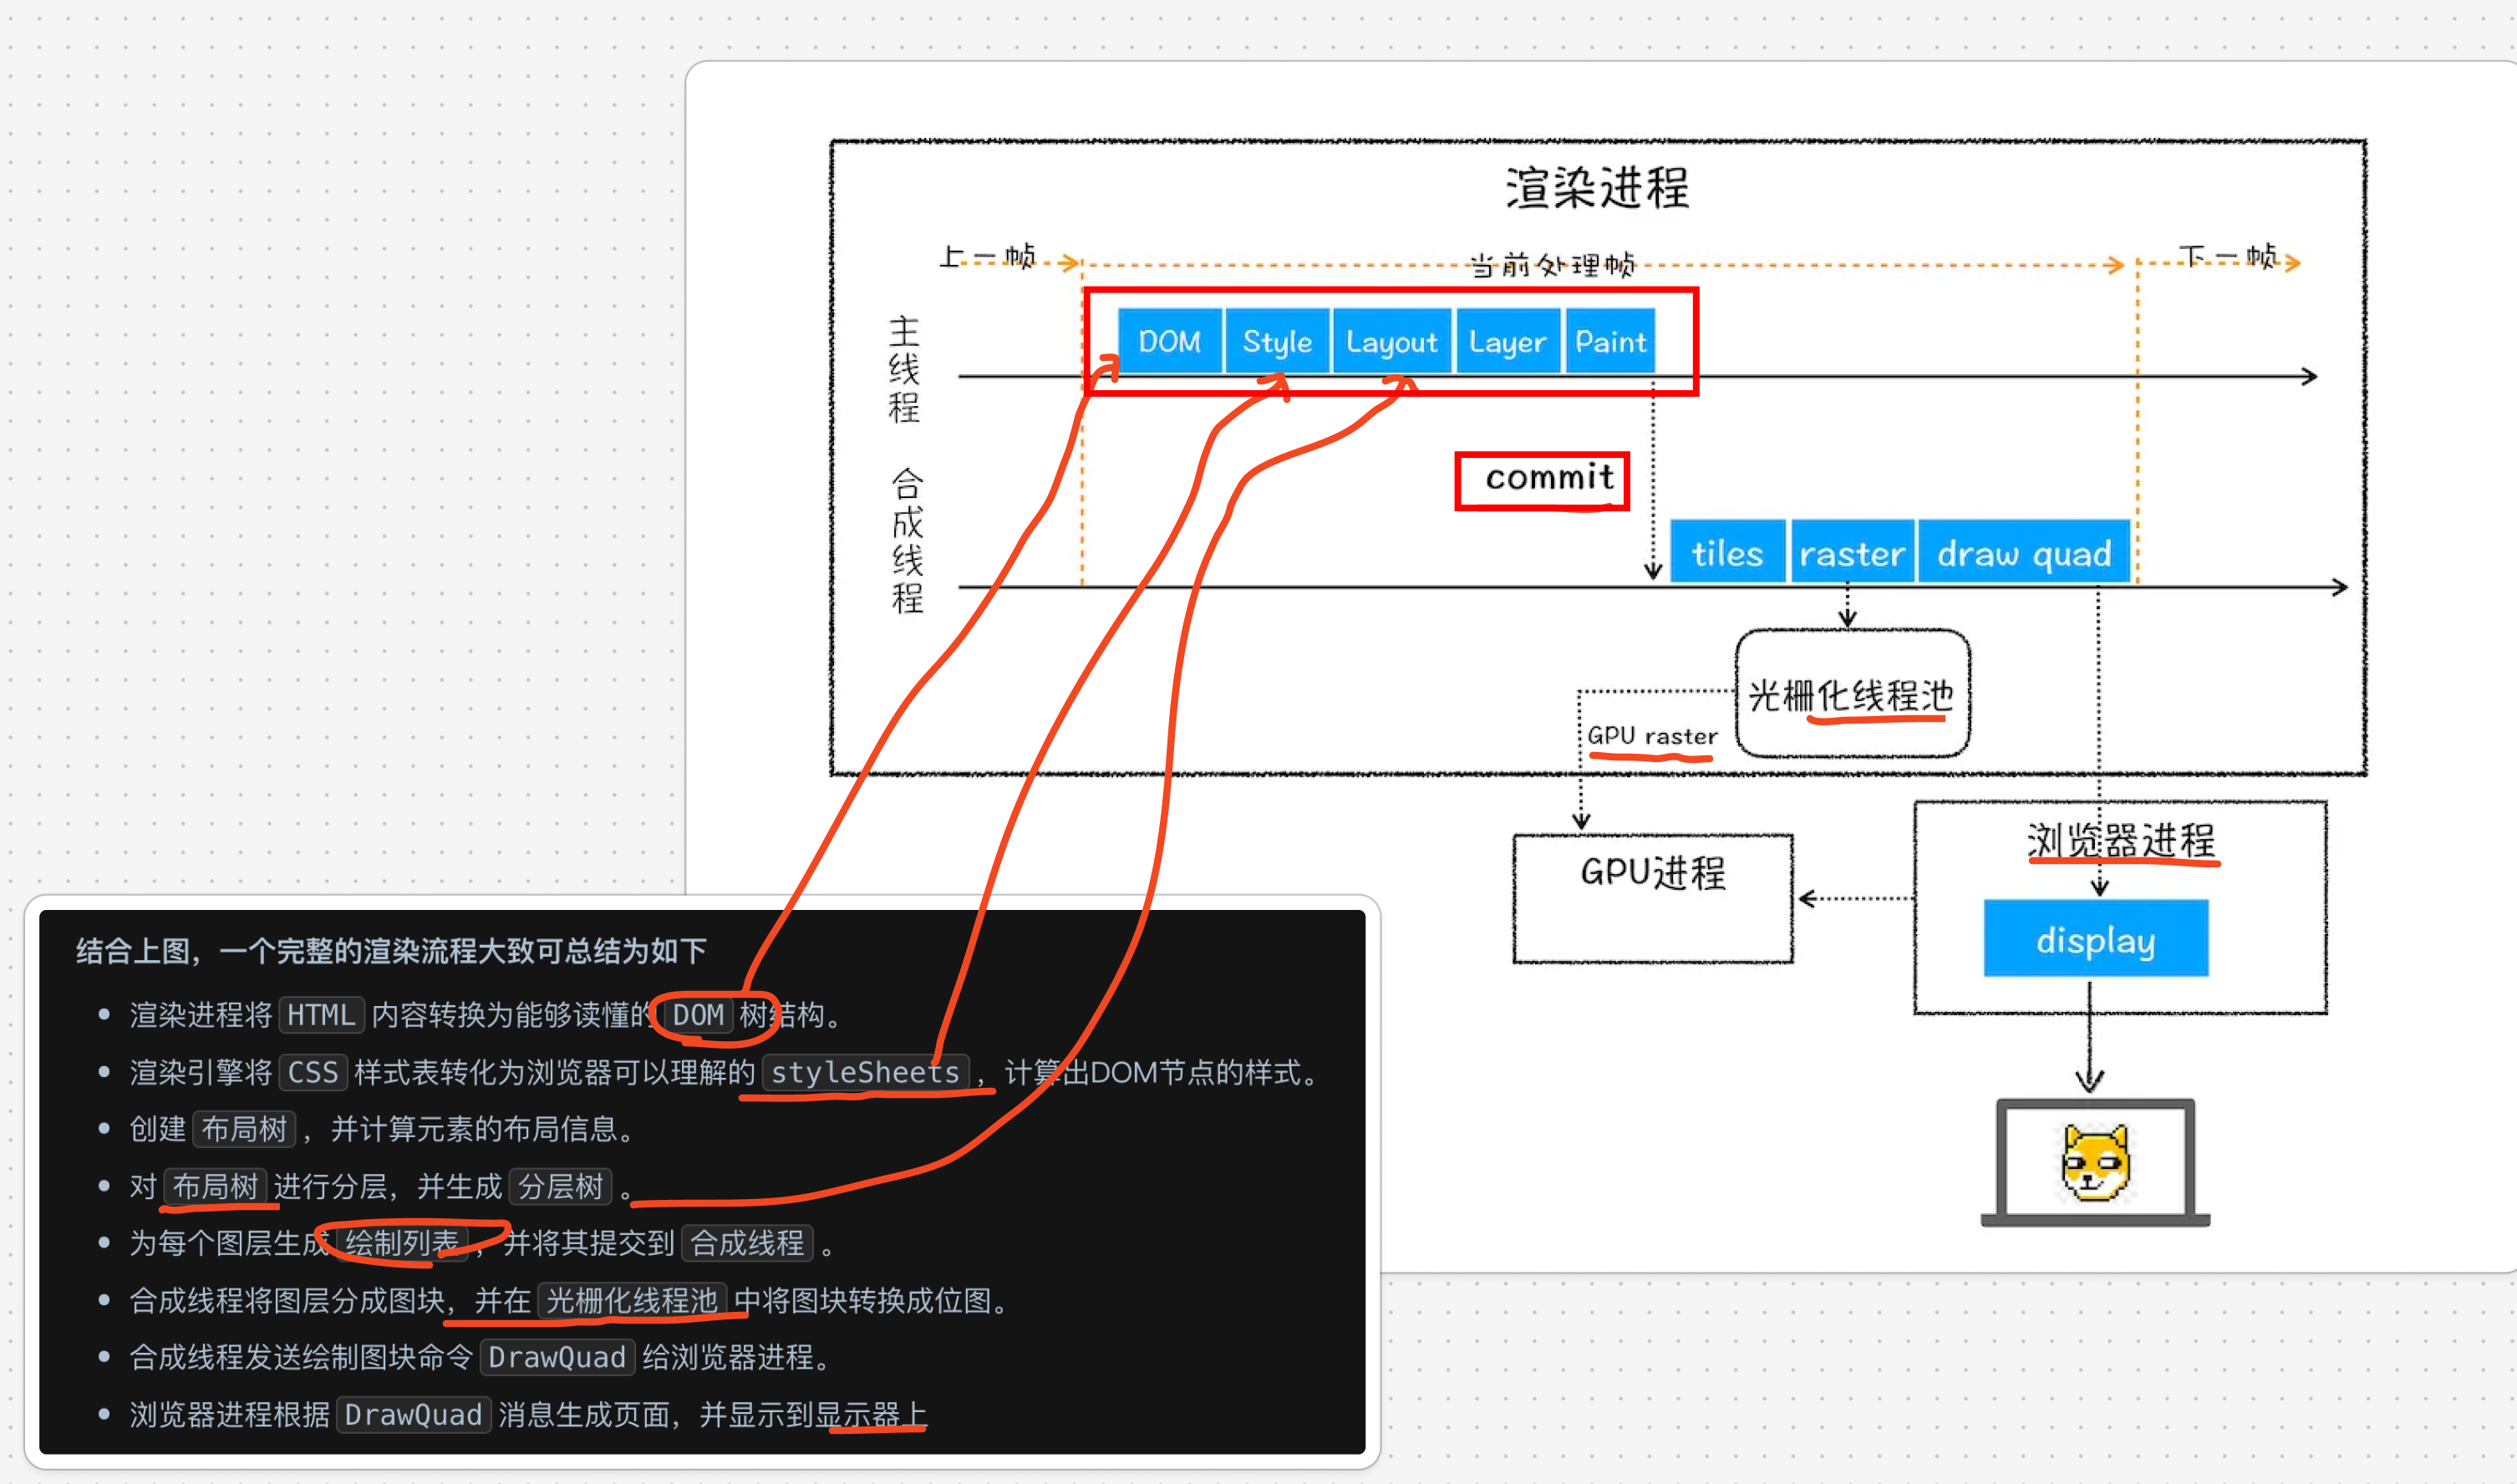 渲染进程
上一帧
当前处理帧
下一帧
主线程
DOM
Style
Layout
Layer
Paint
commit
合成线程
tiles
raster
draw quad
光栅化线程池
GPU raster
GPU进程
浏览器进程
display
结合上图，一个完整的渲染流程大致可总结为如下
渲染进程将 HTML 内容转换为能够读懂的 DOM 树结构。
渲染引擎将 CSS 样式表转化为浏览器可以理解的 styleSheets ，计算出DOM节点的样式。
创建 布局树 ，并计算元素的布局信息。
对 布局树 进行分层，并生成 分层树 。
为每个图层生成 绘制列表 ，并将其提交到 合成线程 。
合成线程将图层分成图块，并在 光栅化线程池 中将图块转换成位图。
合成线程发送绘制图块命令 DrawQuad 给浏览器进程。
浏览器进程根据 DrawQuad 消息生成页面，并显示到显示器上